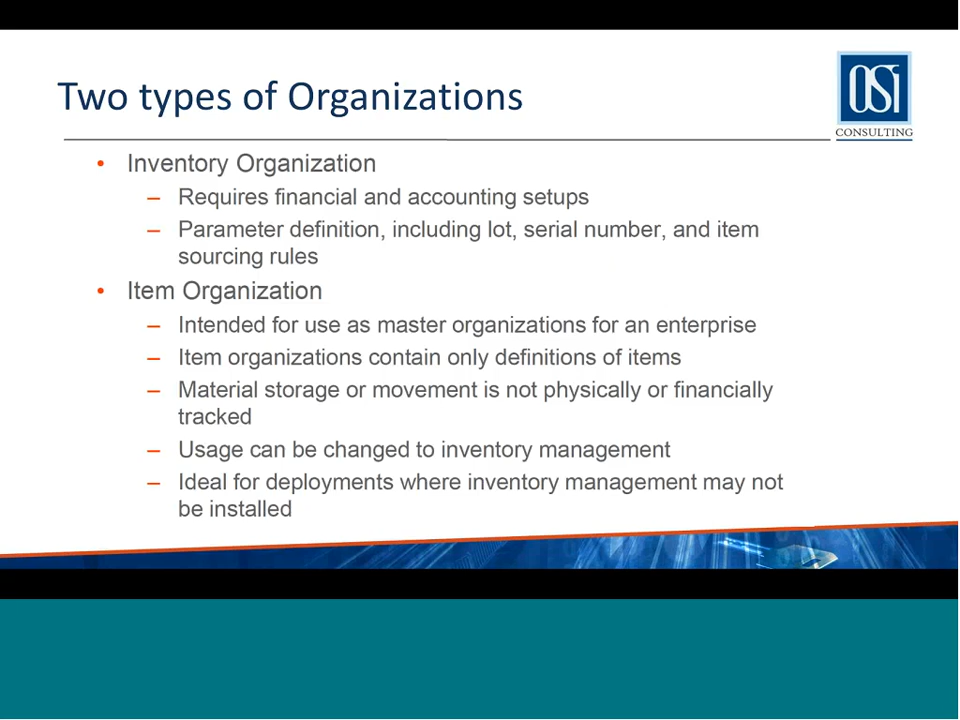 Two types of Organizations
OSi
CONSULTING
• Inventory Organization
– Requires financial and accounting setups
– Parameter definition, including lot, serial number, and item
sourcing rules
• Item Organization
– Intended for use as master organizations for an enterprise
– Item organizations contain only definitions of items
– Material storage or movement is not physically or financially
tracked
– Usage can be changed to inventory management
– Ideal for deployments where inventory management may not
be installed